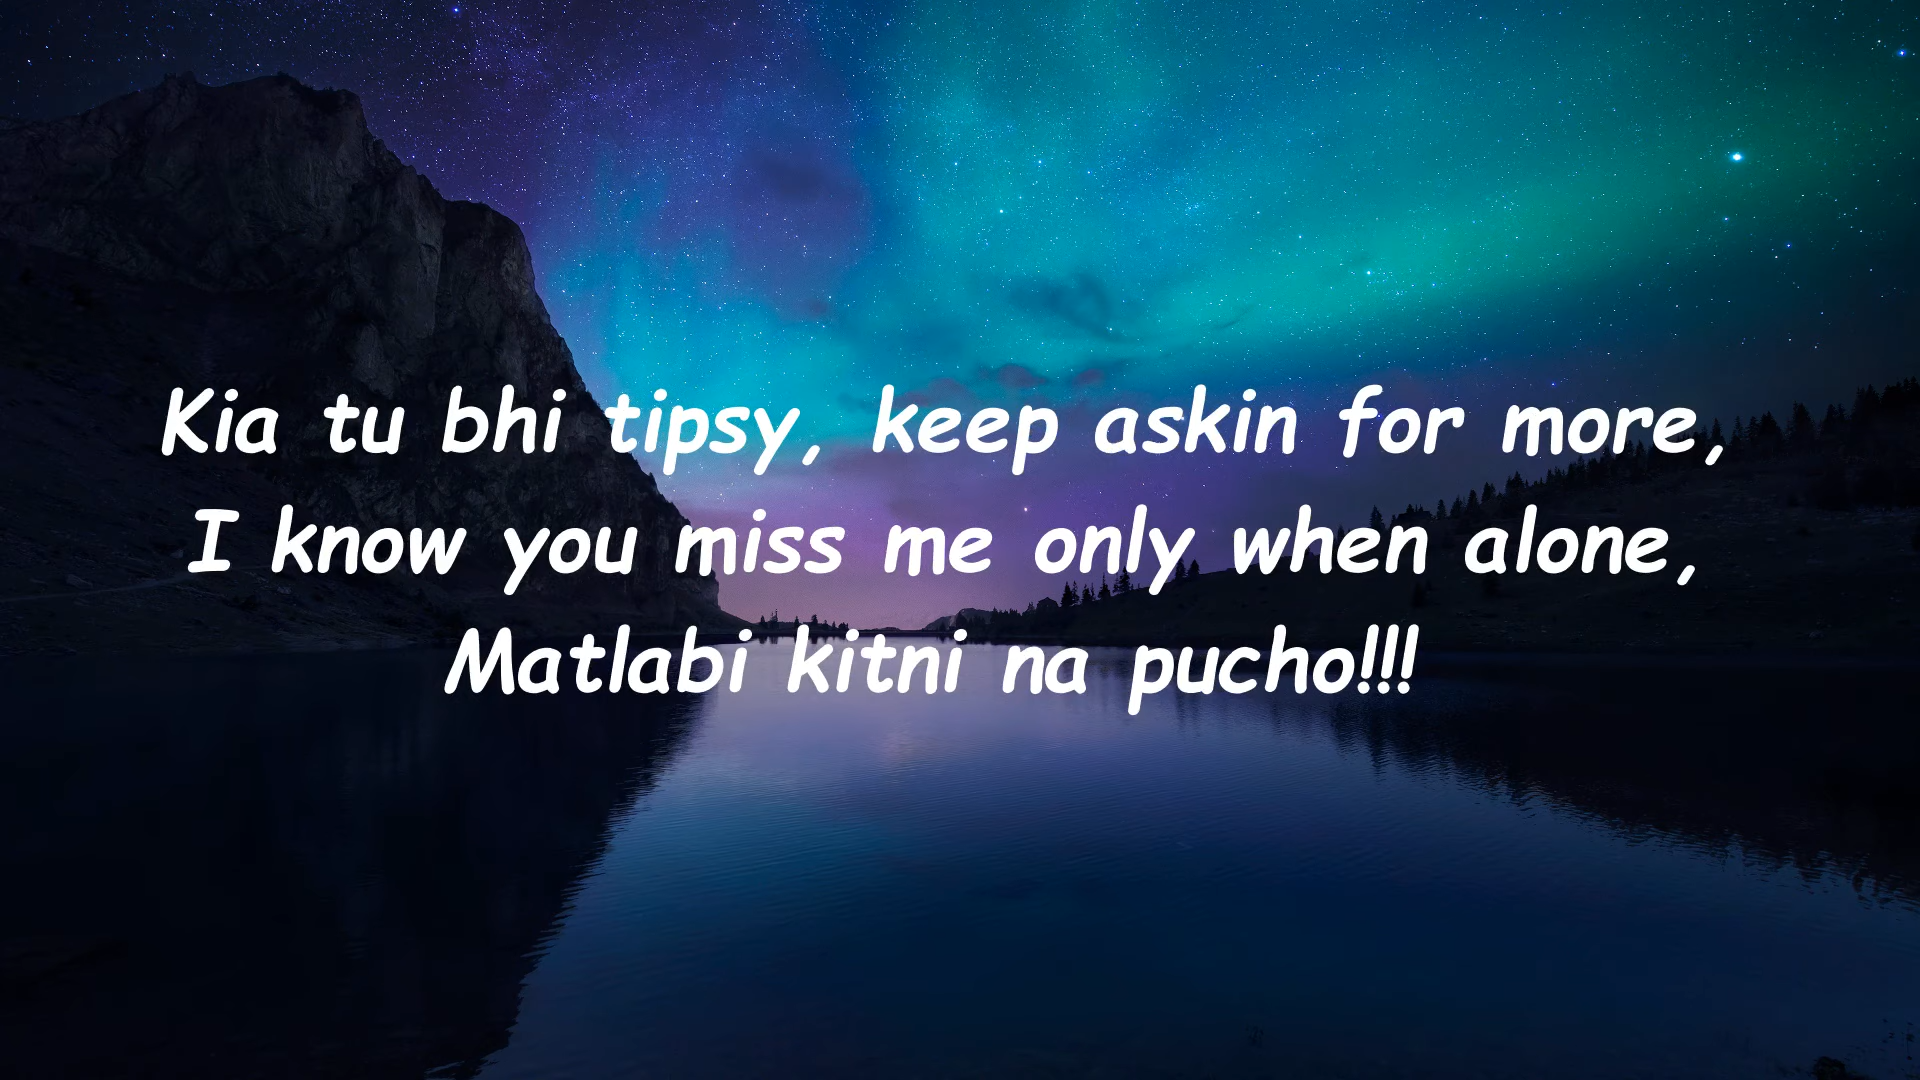 Kia tu bhi tipsy, keep askin for more,
I know you miss me only when alone,
Matlabi kitni na pucho!!!